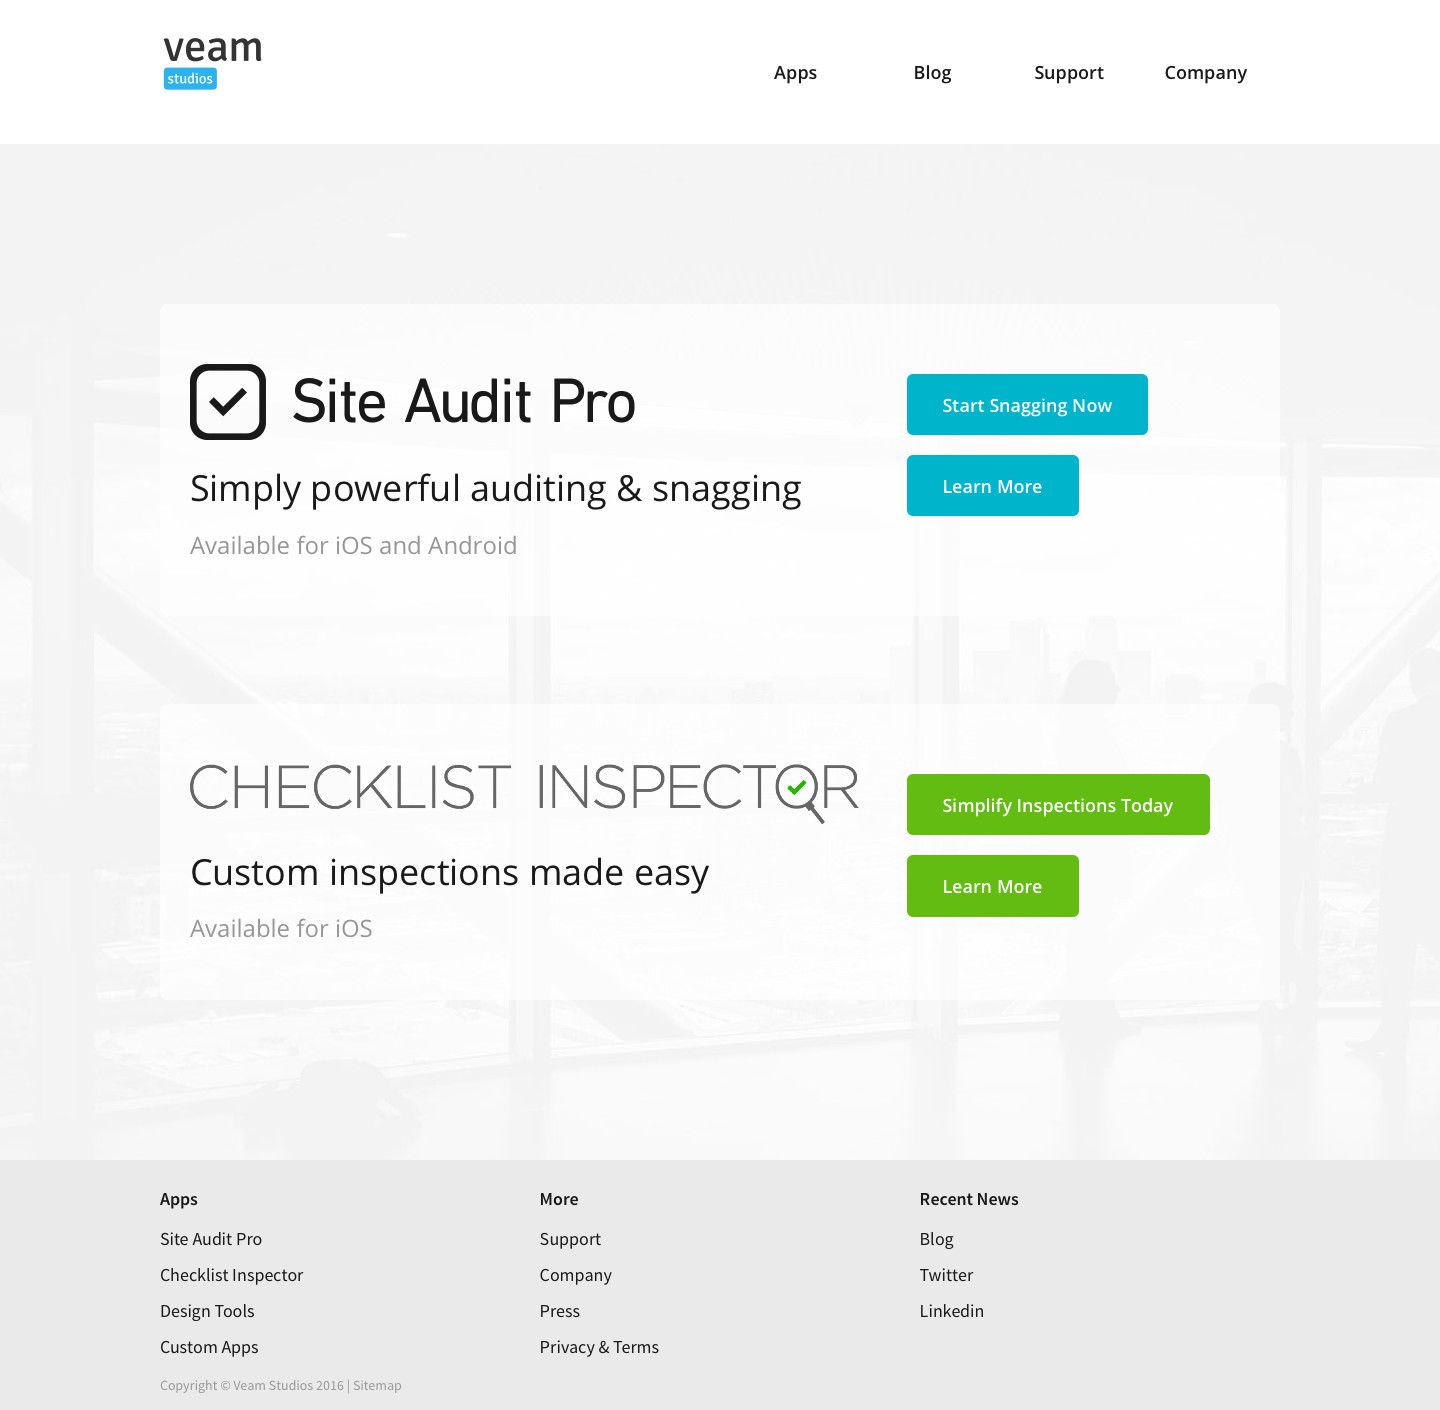 veam
studios
Apps Blog Support Company
Site Audit Pro
Simply powerful auditing & snagging
Available for iOS and Android
Start Snagging Now
Learn More
CHECKLIST INSPECTOR
Custom inspections made easy
Available for iOS
Simplify Inspections Today
Learn More
Apps
Site Audit Pro
Checklist Inspector
Design Tools
Custom Apps
More
Support
Company
Press
Privacy & Terms
Recent News
Blog
Twitter
Linkedin
Copyright © Veam Studios 2016 | Sitemap